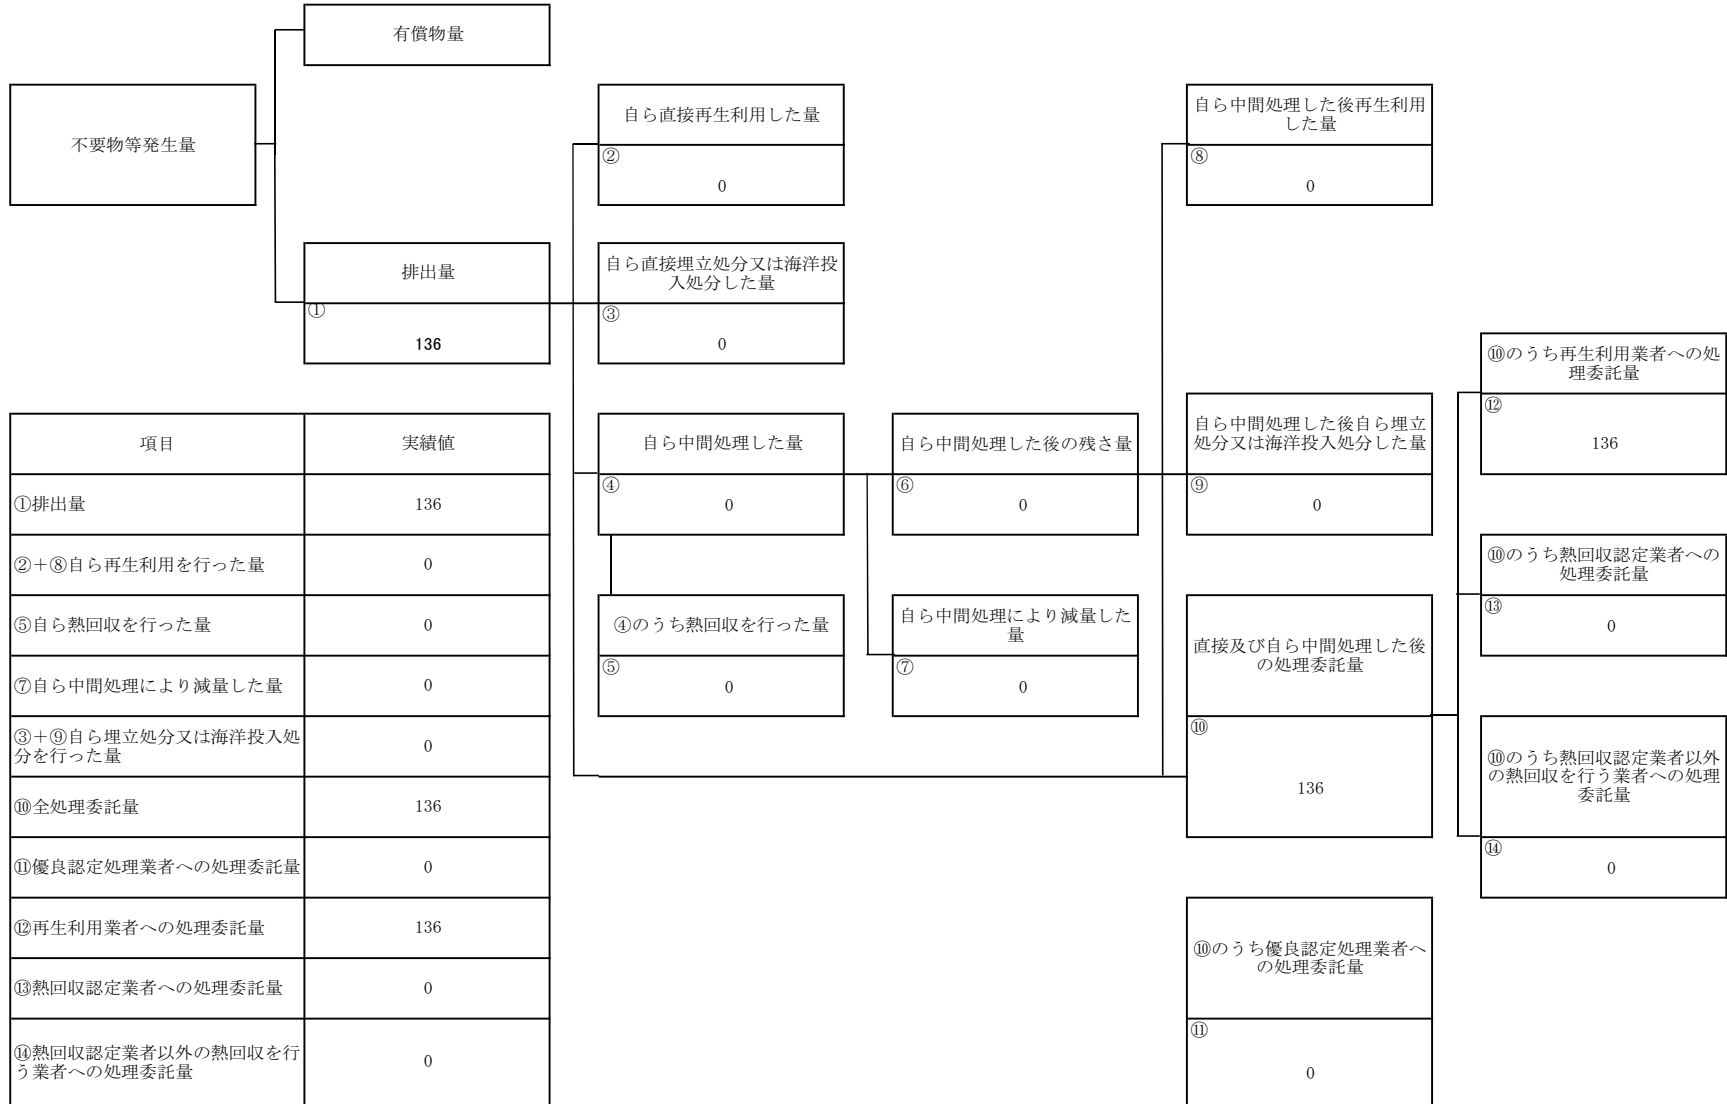 有償物量
不要物等発生量
自ら直接再生利用した量
②
0
自ら中間処理した後再生利用
した量
⑧
0
排出量
①
136
自ら直接埋立処分又は海洋投
入処分した量
③
0
⑩のうち再生利用業者への処
理委託量
⑫
136
項目
実績値
①排出量
136
②＋⑧自ら再生利用を行った量
0
⑤自ら熱回収を行った量
0
⑦自ら中間処理により減量した量
0
③＋⑨自ら埋立処分又は海洋投入処
分を行った量
0
⑩全処理委託量
136
⑪優良認定処理業者への処理委託量
0
⑫再生利用業者への処理委託量
136
⑬熱回収認定業者への処理委託量
0
⑭熱回収認定業者以外の熱回収を行
う業者への処理委託量
0
自ら中間処理した量
④
0
自ら中間処理した後の残さ量
⑥
0
自ら中間処理した後自ら埋立
処分又は海洋投入処分した量
⑨
0
④のうち熱回収を行った量
⑤
0
自ら中間処理により減量した
量
⑦
0
直接及び自ら中間処理した後
の処理委託量
⑩
136
⑩のうち熱回収認定業者への
処理委託量
⑬
0
⑩のうち熱回収認定業者以外
の熱回収を行う業者への処理
委託量
⑭
0
⑩のうち優良認定処理業者へ
の処理委託量
⑪
0